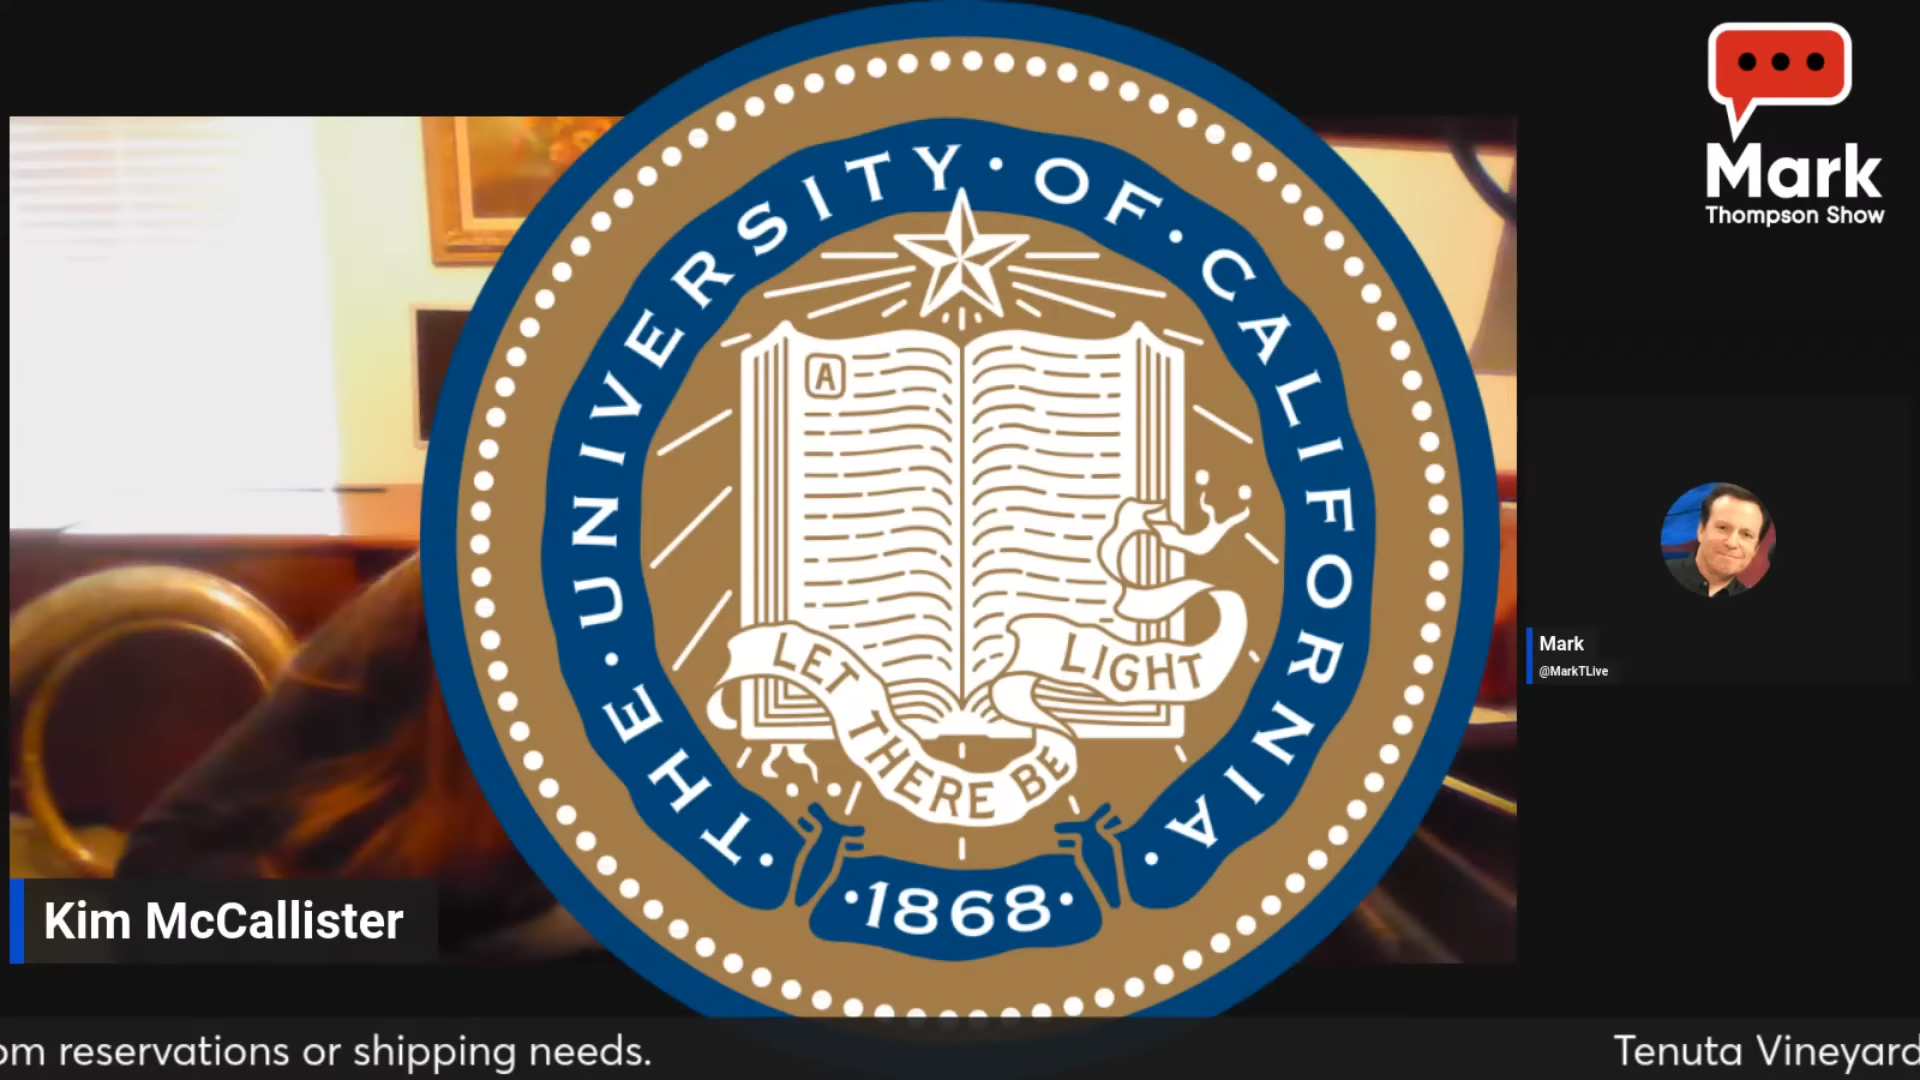 Mark
Thompson Show
·THE·UNIVERSITY·OF·CALIFORNIA·
A
LET THERE BE LIGHT
·1868·
Mark
@MarkTLive
Kim McCallister
om reservations or shipping needs.
Tenuta Vineyard